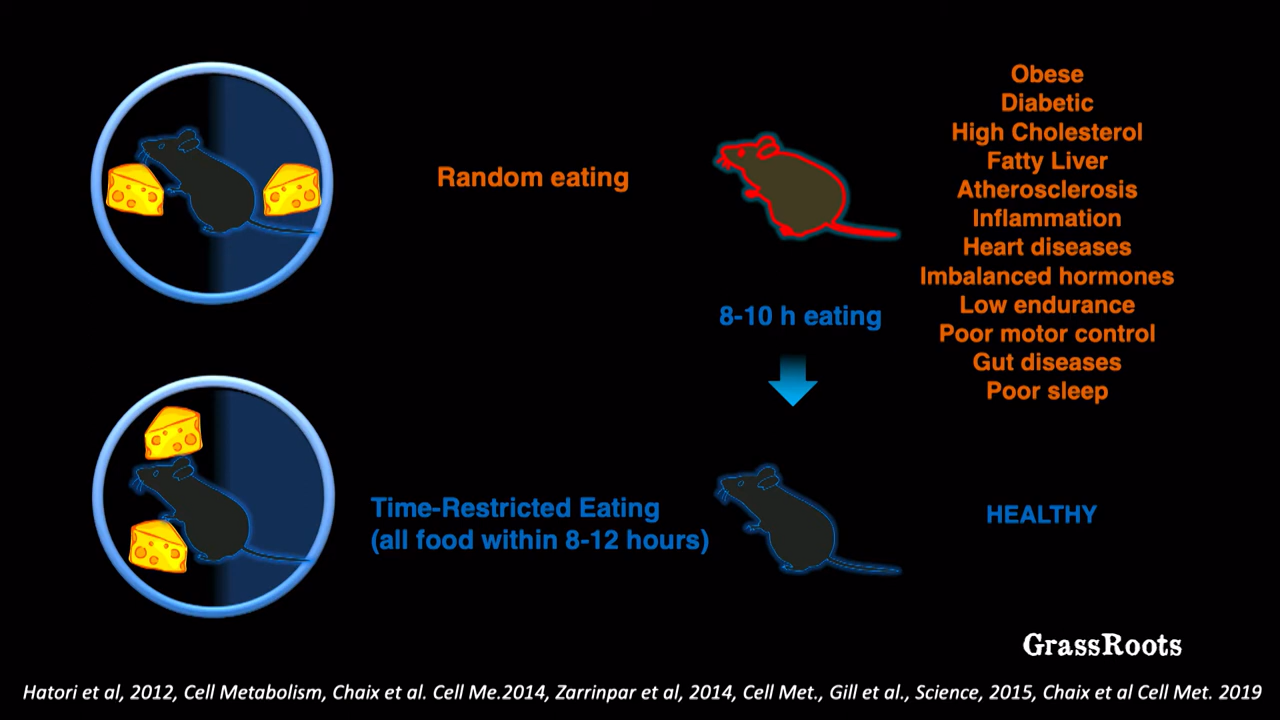 Random eating
Obese
Diabetic
High Cholesterol
Fatty Liver
Atherosclerosis
Inflammation
Heart diseases
Imbalanced hormones
Low endurance
Poor motor control
Gut diseases
Poor sleep
8-10 h eating
Time-Restricted Eating
(all food within 8-12 hours)
HEALTHY
GrassRoots
Hatori et al, 2012, Cell Metabolism, Chaix et al. Cell Me.2014, Zarrinpar et al, 2014, Cell Met., Gill et al., Science, 2015, Chaix et al Cell Met. 2019